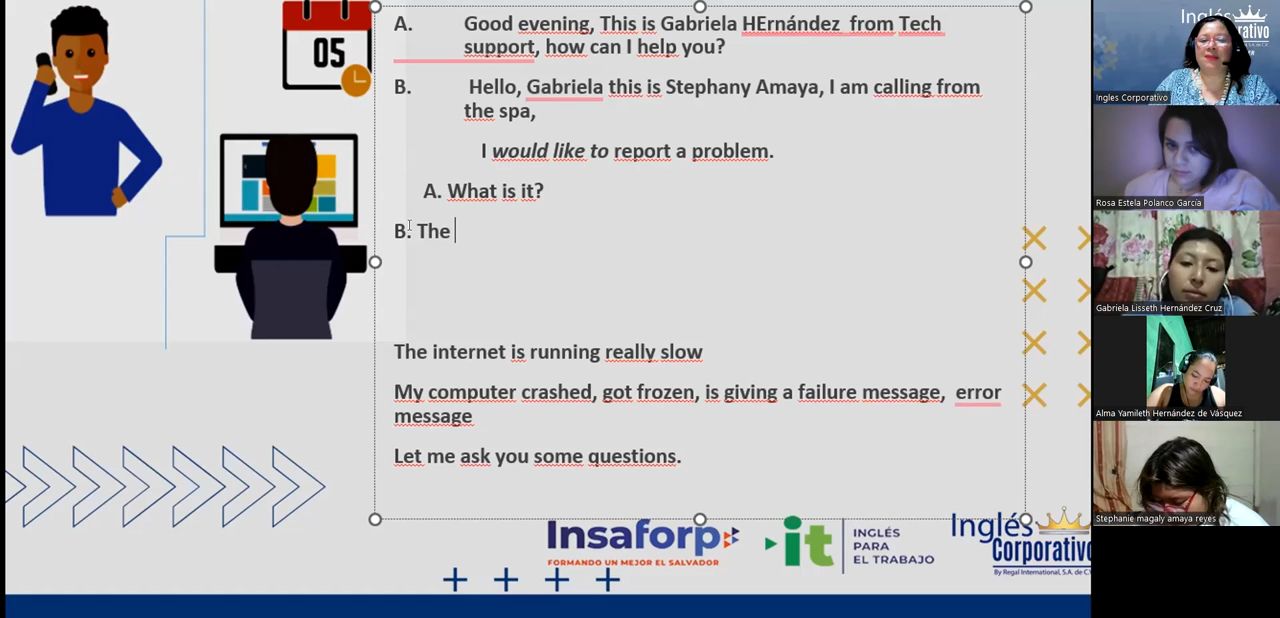 05
A. Good evening, This is Gabriela HErnández from Tech
support, how can I help you?
B. Hello, Gabriela this is Stephany Amaya, I am calling from
the spa,
I would like to report a problem.
A. What is it?
B. The
The internet is running really slow
My computer crashed, got frozen, is giving a failure message, error
message
Let me ask you some questions.
Insaforp
FORMANDO UN MEJOR EL SALVADOR
it
INGLÉS
PARA
EL TRABAJO
Inglés
Corporativo
By Regal International, S.A. de C.V
Inglés
Corporativo
Ingles Corporativo
Rosa Estela Polanco García
Gabriela Lisseth Hernández Cruz
Alma Yamileth Hernández de Vásquez
Stephanie magaly amaya reyes